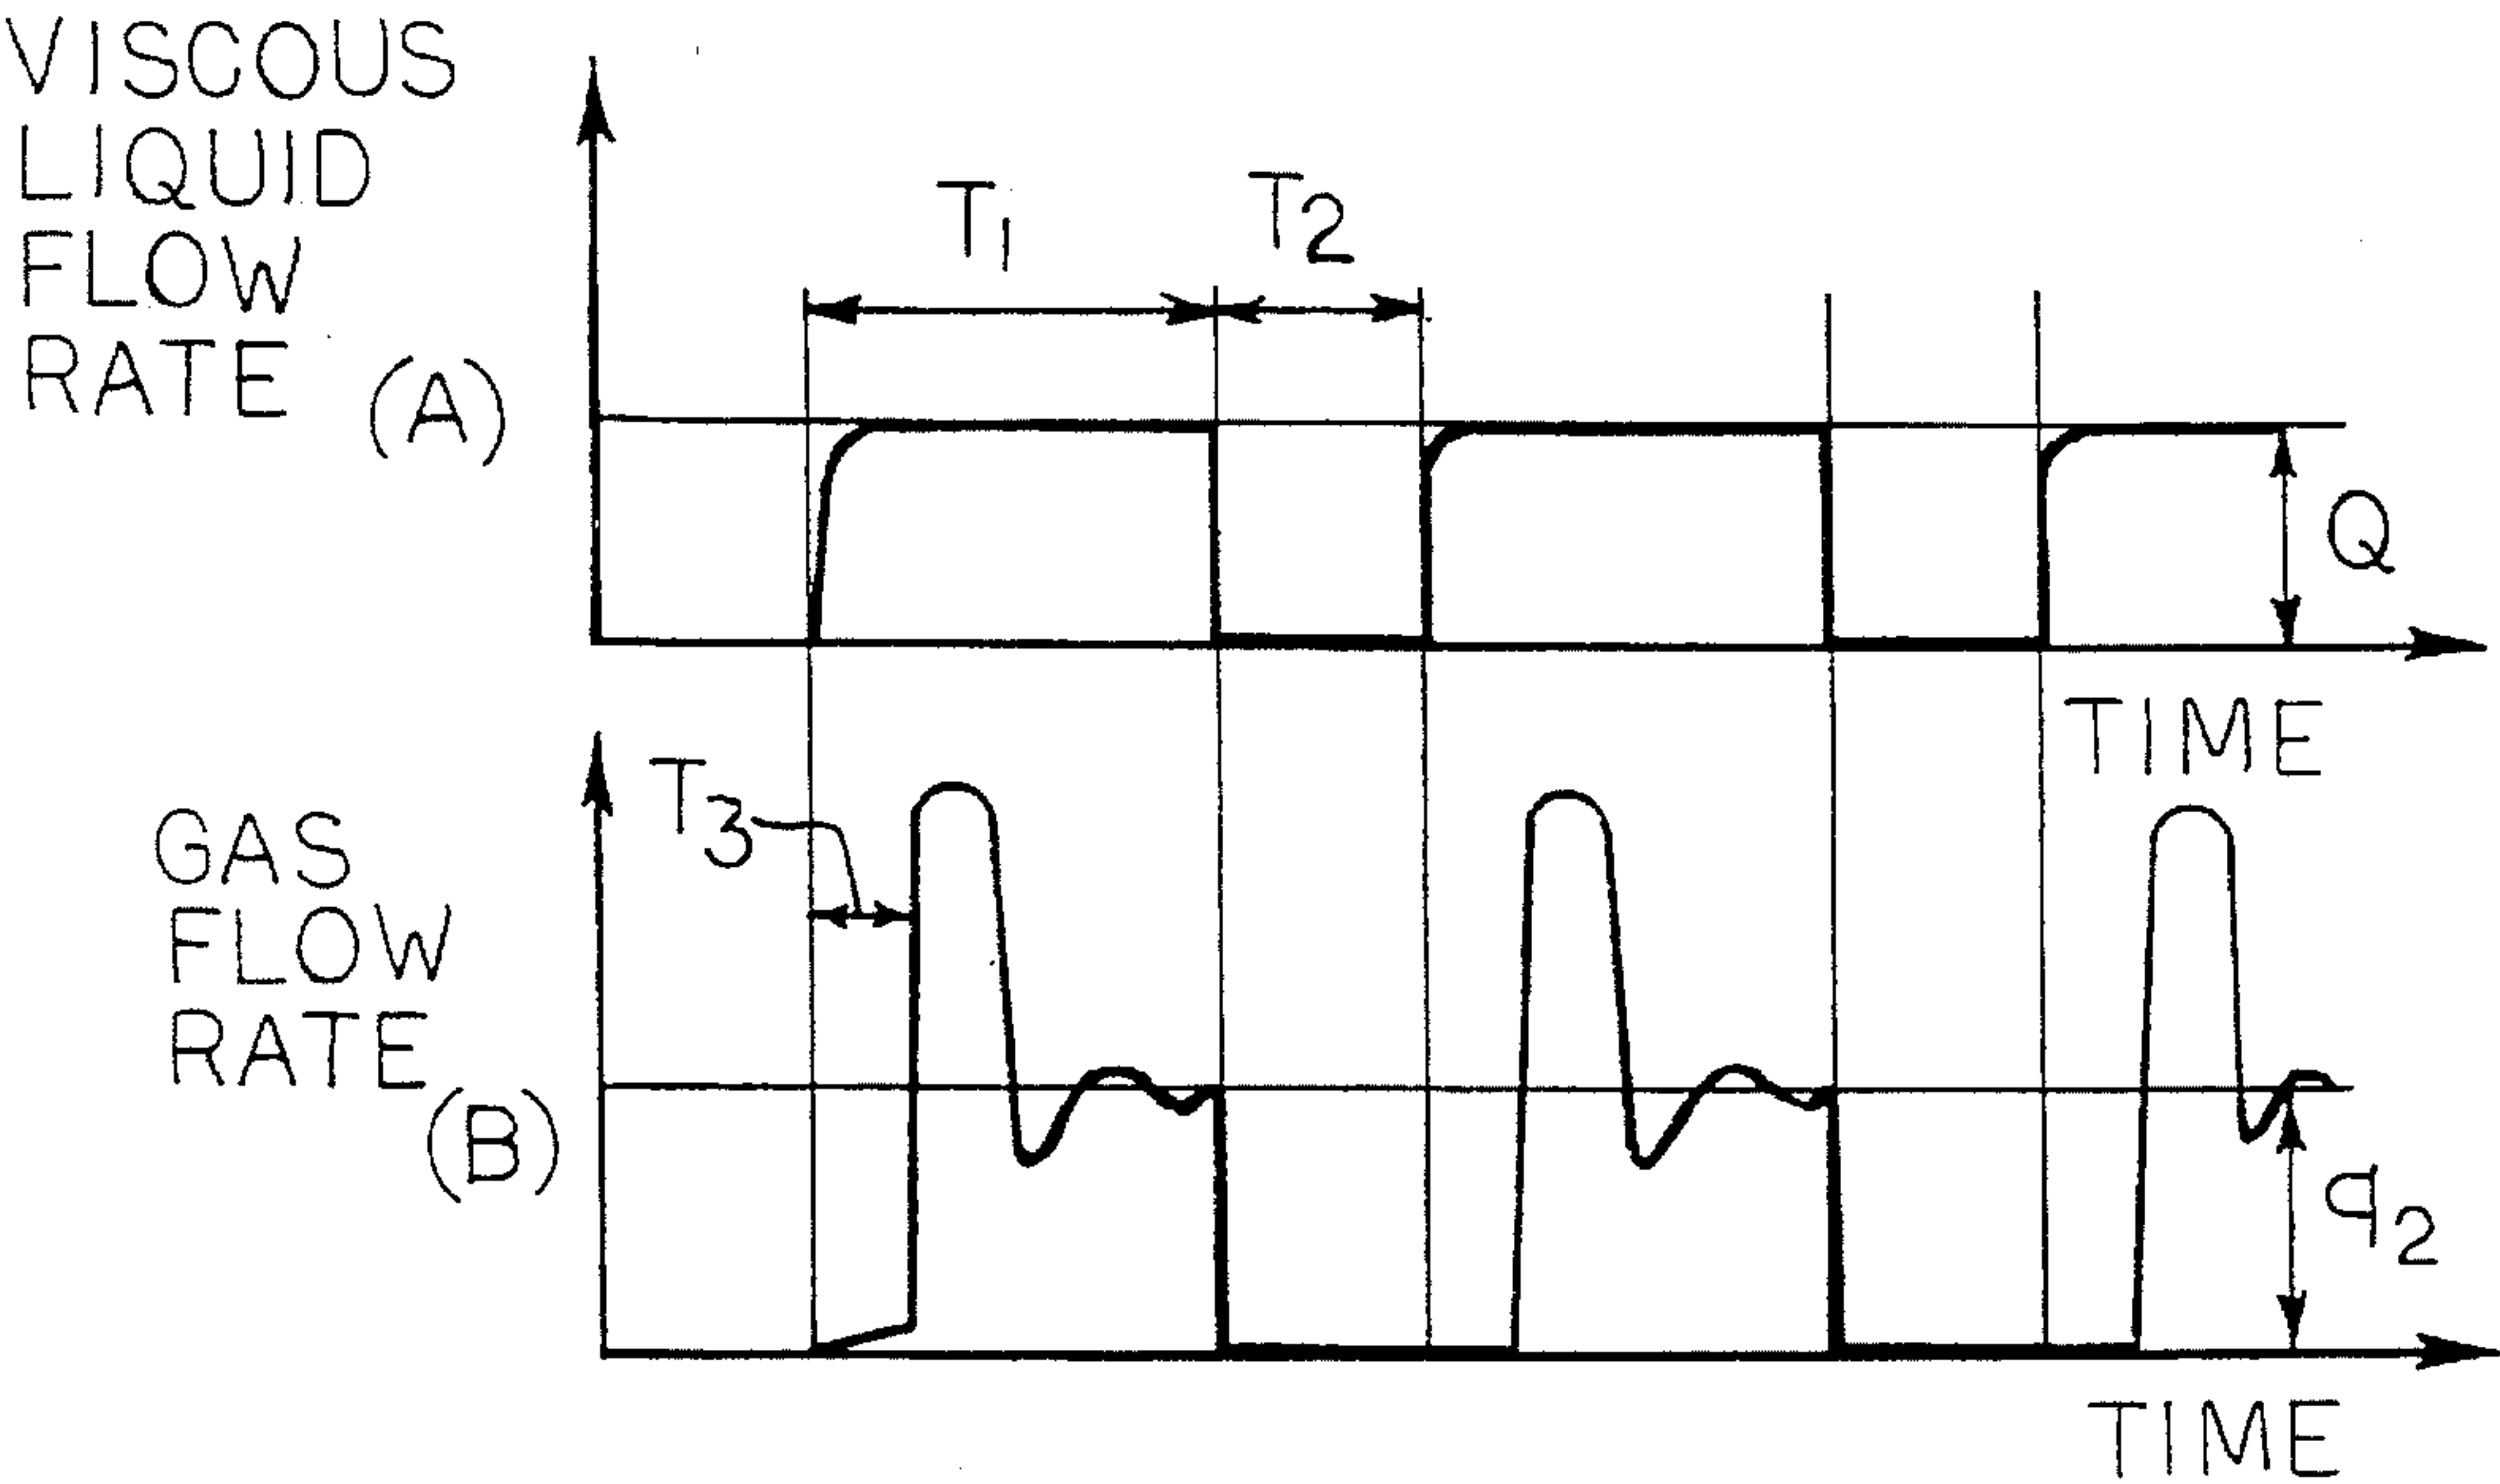 VISCOUS
LIQUID
FLOW
RATE (A)
T1
T2
Q
TIME
T3
GAS
FLOW
RATE
(B)
q2
TIME